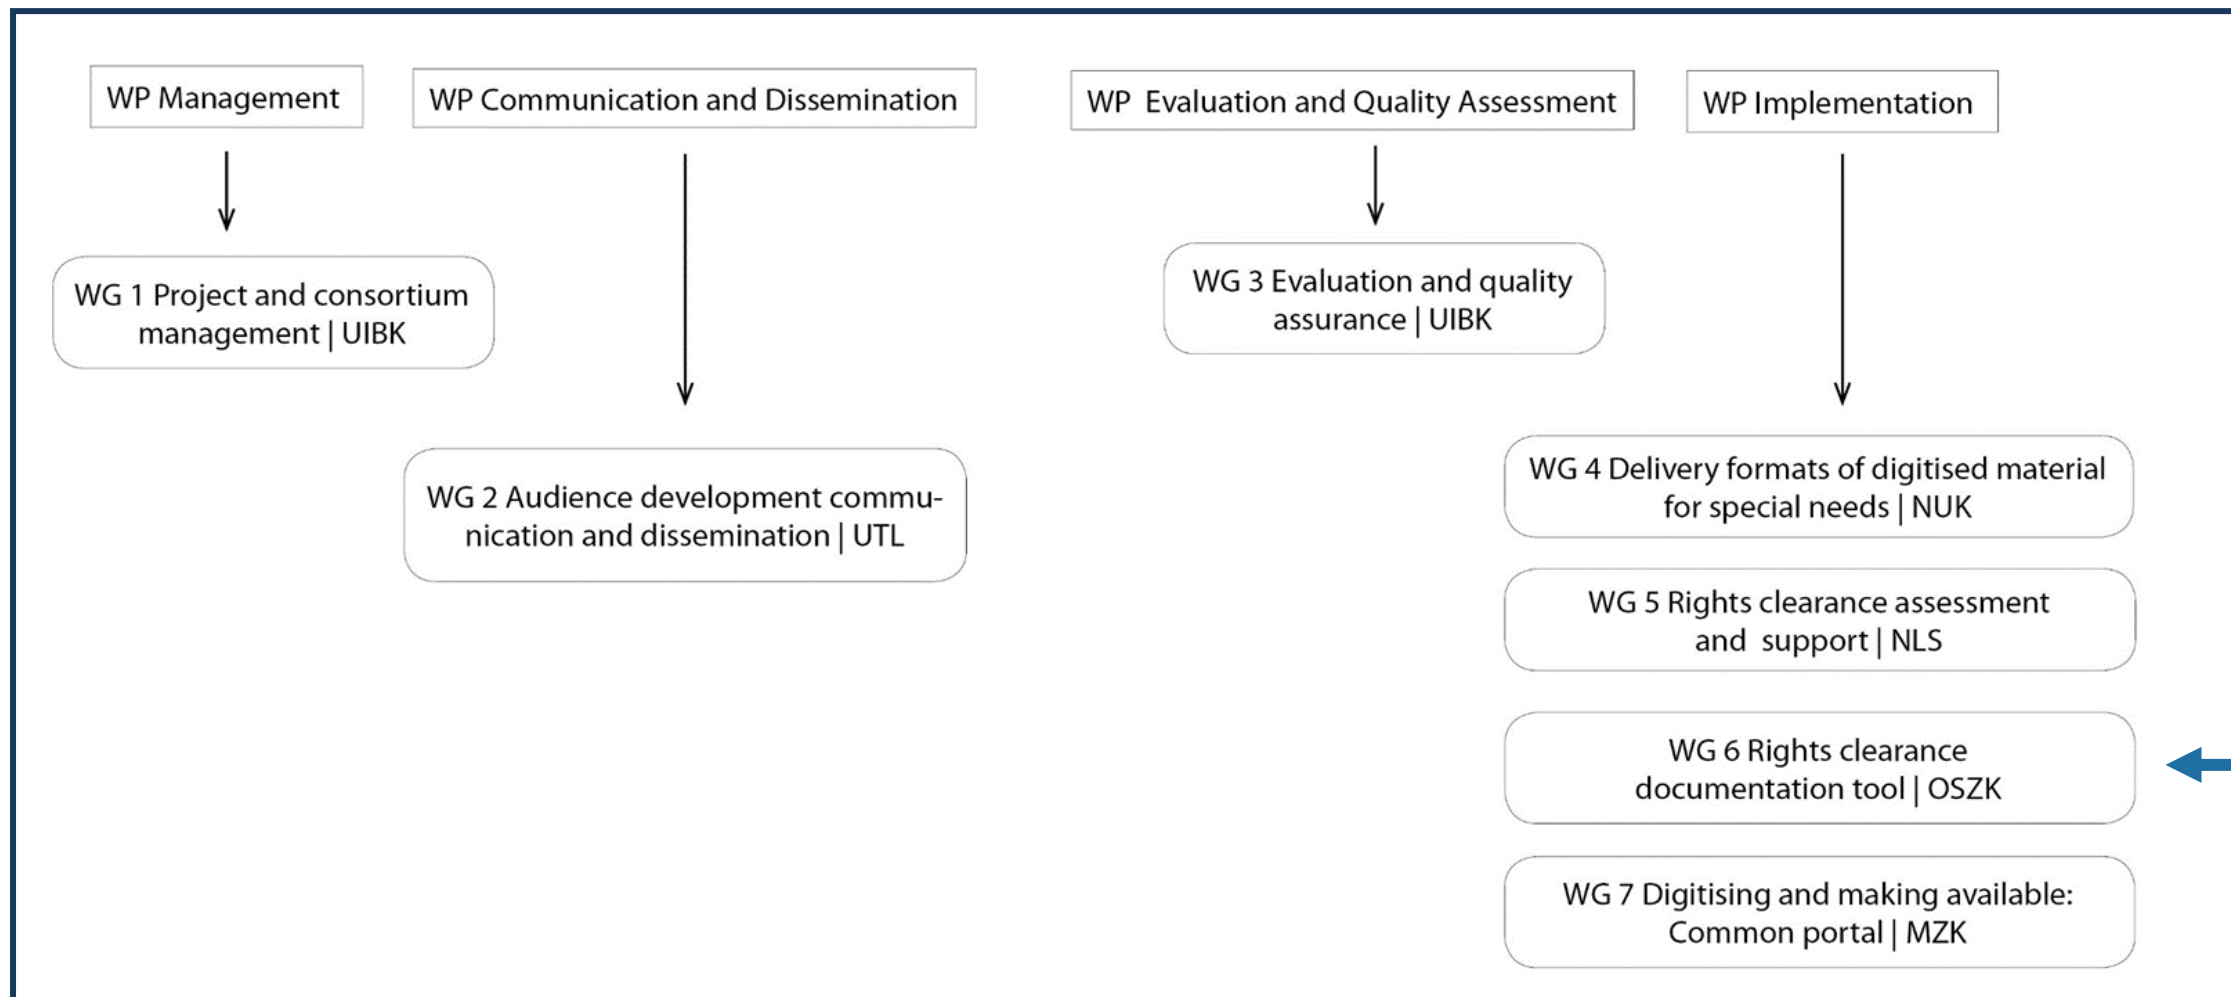 WP Management
WP Communication and Dissemination
WP Evaluation and Quality Assessment
WP Implementation
WG 1 Project and consortium
management | UIBK
WG 2 Audience development commu-
nication and dissemination | UTL
WG 3 Evaluation and quality
assurance | UIBK
WG 4 Delivery formats of digitised material
for special needs | NUK
WG 5 Rights clearance assessment
and support | NLS
WG 6 Rights clearance
documentation tool | OSZK
WG 7 Digitising and making available:
Common portal | MZK